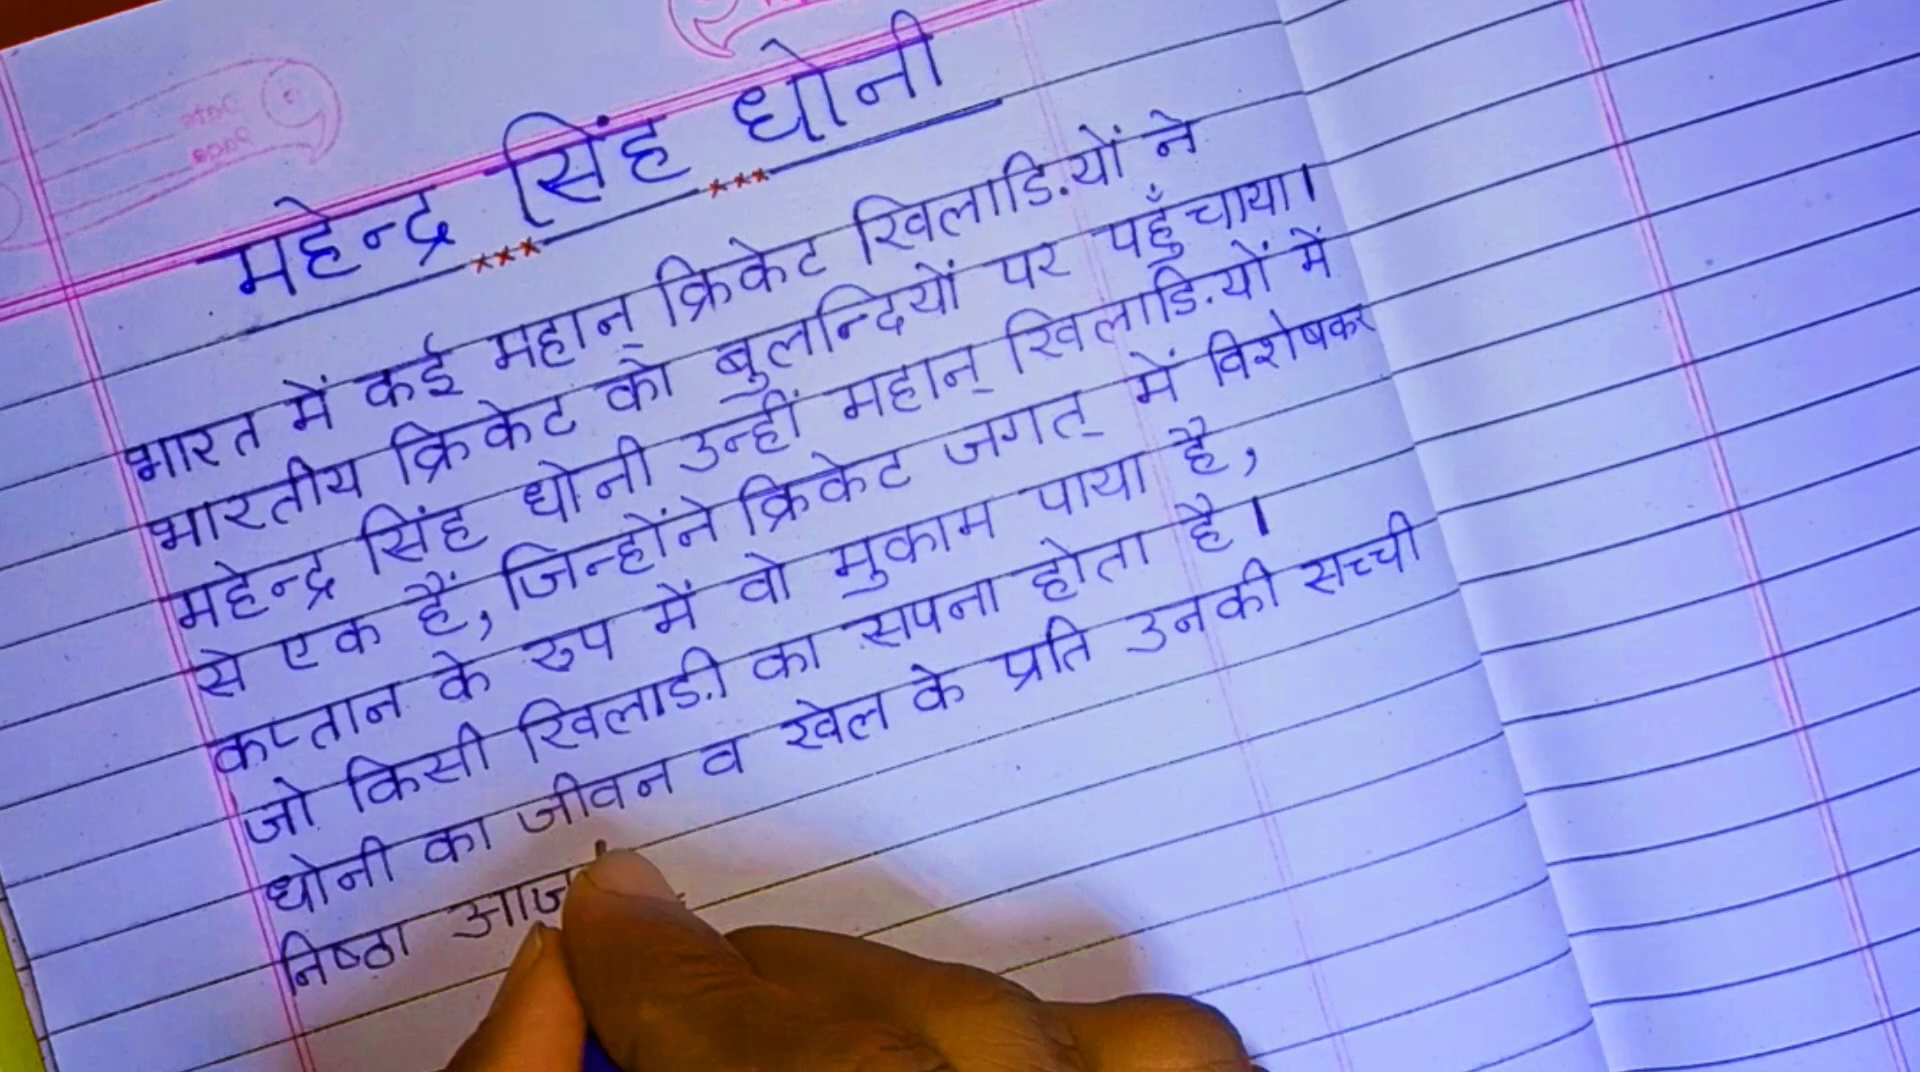 महेन्द्र सिंह धोनी
भारत में कई महान् क्रिकेट खिलाड़ियों ने
भारतीय क्रिकेट को बुलन्दियों पर पहुँचाया।
महेन्द्र सिंह धोनी उन्हीं महान् खिलाड़ियों में
से एक हैं, जिन्होंने क्रिकेट जगत् में विशेषकर
कप्तान के रुप में वो मुकाम पाया है,
जो किसी खिलाड़ी का सपना होता है।
धोनी का जीवन व खेल के प्रति उनकी सच्ची
निष्ठा आज